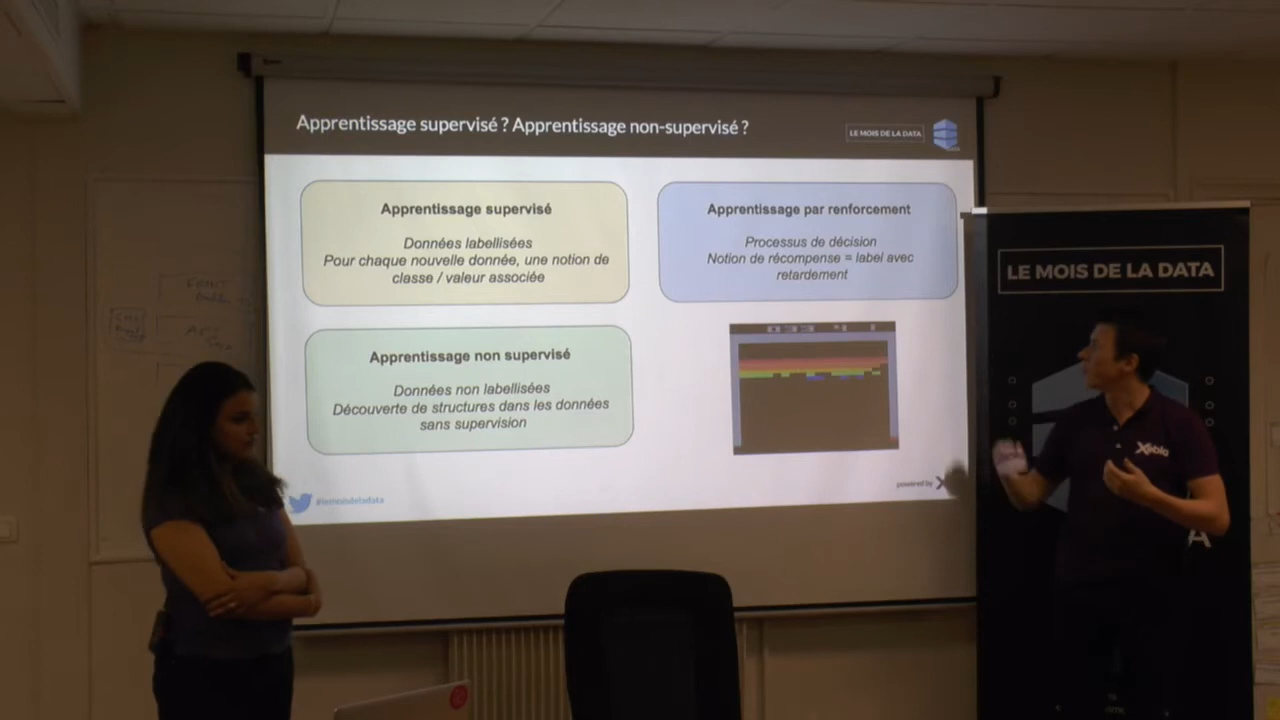 Apprentissage supervisé ? Apprentissage non-supervisé ?
LE MOIS DE LA DATA
Apprentissage supervisé
Données labellisées
Pour chaque nouvelle donnée, une notion de
classe / valeur associée
Apprentissage par renforcement
Processus de décision
Notion de récompense = label avec
retardement
Apprentissage non supervisé
Données non labellisées
Découverte de structures dans les données
sans supervision
033 4 1
#lemoisdeladata
powered by X
LE MOIS DE LA DATA
Xebia
A